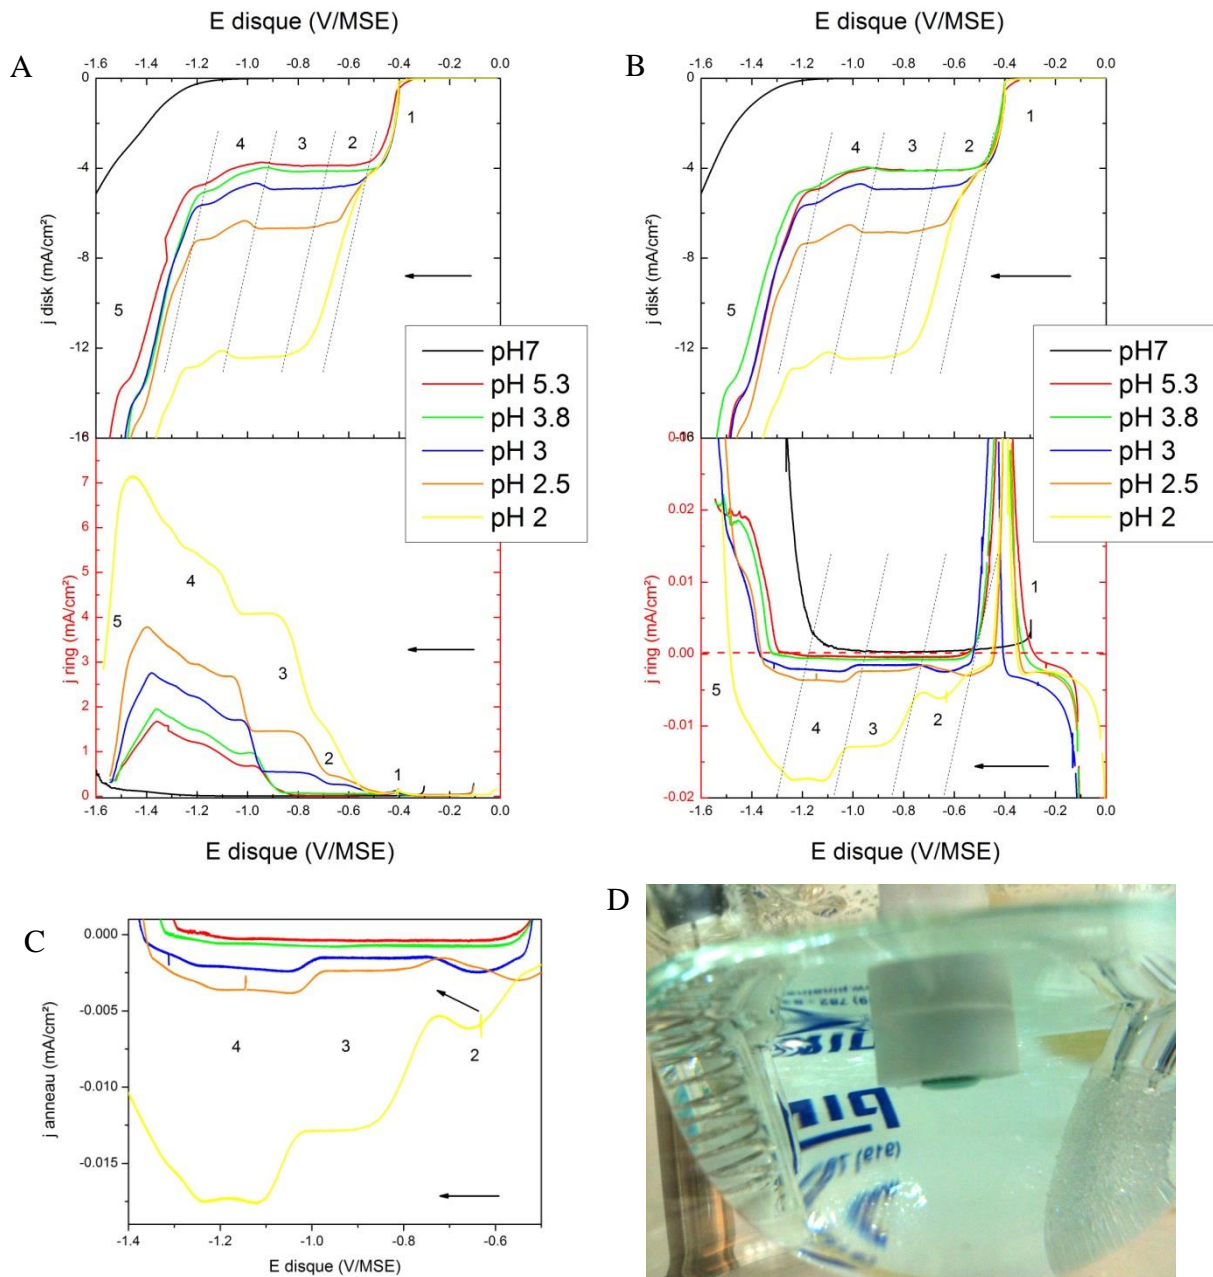 E disque (V/MSE)
E disque (V/MSE)
A
B
-1.6 -1.4 -1.2 -1.0 -0.8 -0.6 -0.4 -0.2 0.0
-1.6 -1.4 -1.2 -1.0 -0.8 -0.6 -0.4 -0.2 0.0
0
-4
-8
-12
-16
j disk (mA/cm²)
1
2
3
4
5
0
-4
-8
-12
-16
j disk (mA/cm²)
1
2
3
4
5
pH7
pH 5.3
pH 3.8
pH 3
pH 2.5
pH 2
pH7
pH 5.3
pH 3.8
pH 3
pH 2.5
pH 2
7
6
5
4
3
2
1
0
j ring (mA/cm²)
4
5
3
2
1
0.02
0.01
0.00
-0.01
-0.02
j ring (mA/cm²)
1
5
4
3
2
-1.6 -1.4 -1.2 -1.0 -0.8 -0.6 -0.4 -0.2 0.0
-1.6 -1.4 -1.2 -1.0 -0.8 -0.6 -0.4 -0.2 0.0
E disque (V/MSE)
E disque (V/MSE)
C
D
0.000
-0.005
-0.010
-0.015
j anneau (mA/cm²)
4
3
2
-1.4 -1.2 -1.0 -0.8 -0.6
E disque (V/MSE)